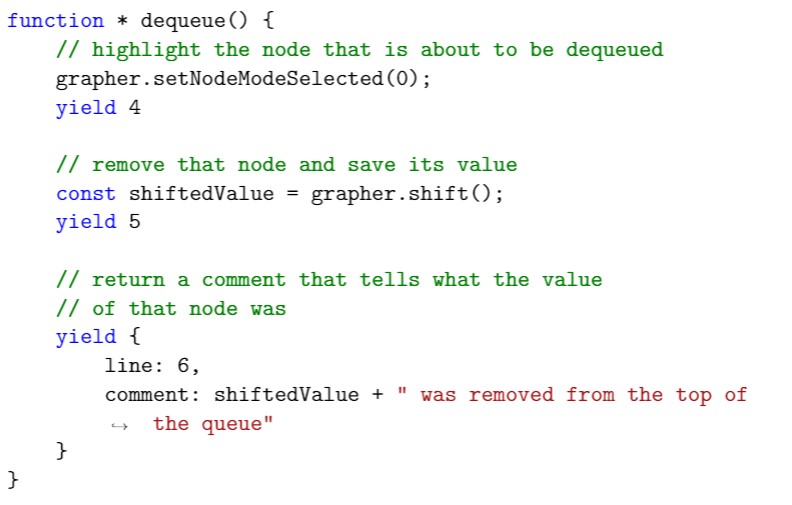 function * dequeue() {
    // highlight the node that is about to be dequeued
    grapher.setNodeModeSelected(0);
    yield 4

    // remove that node and save its value
    const shiftedValue = grapher.shift();
    yield 5

    // return a comment that tells what the value
    // of that node was
    yield {
        line: 6,
        comment: shiftedValue + " was removed from the top of
        ↪ the queue"
    }
}